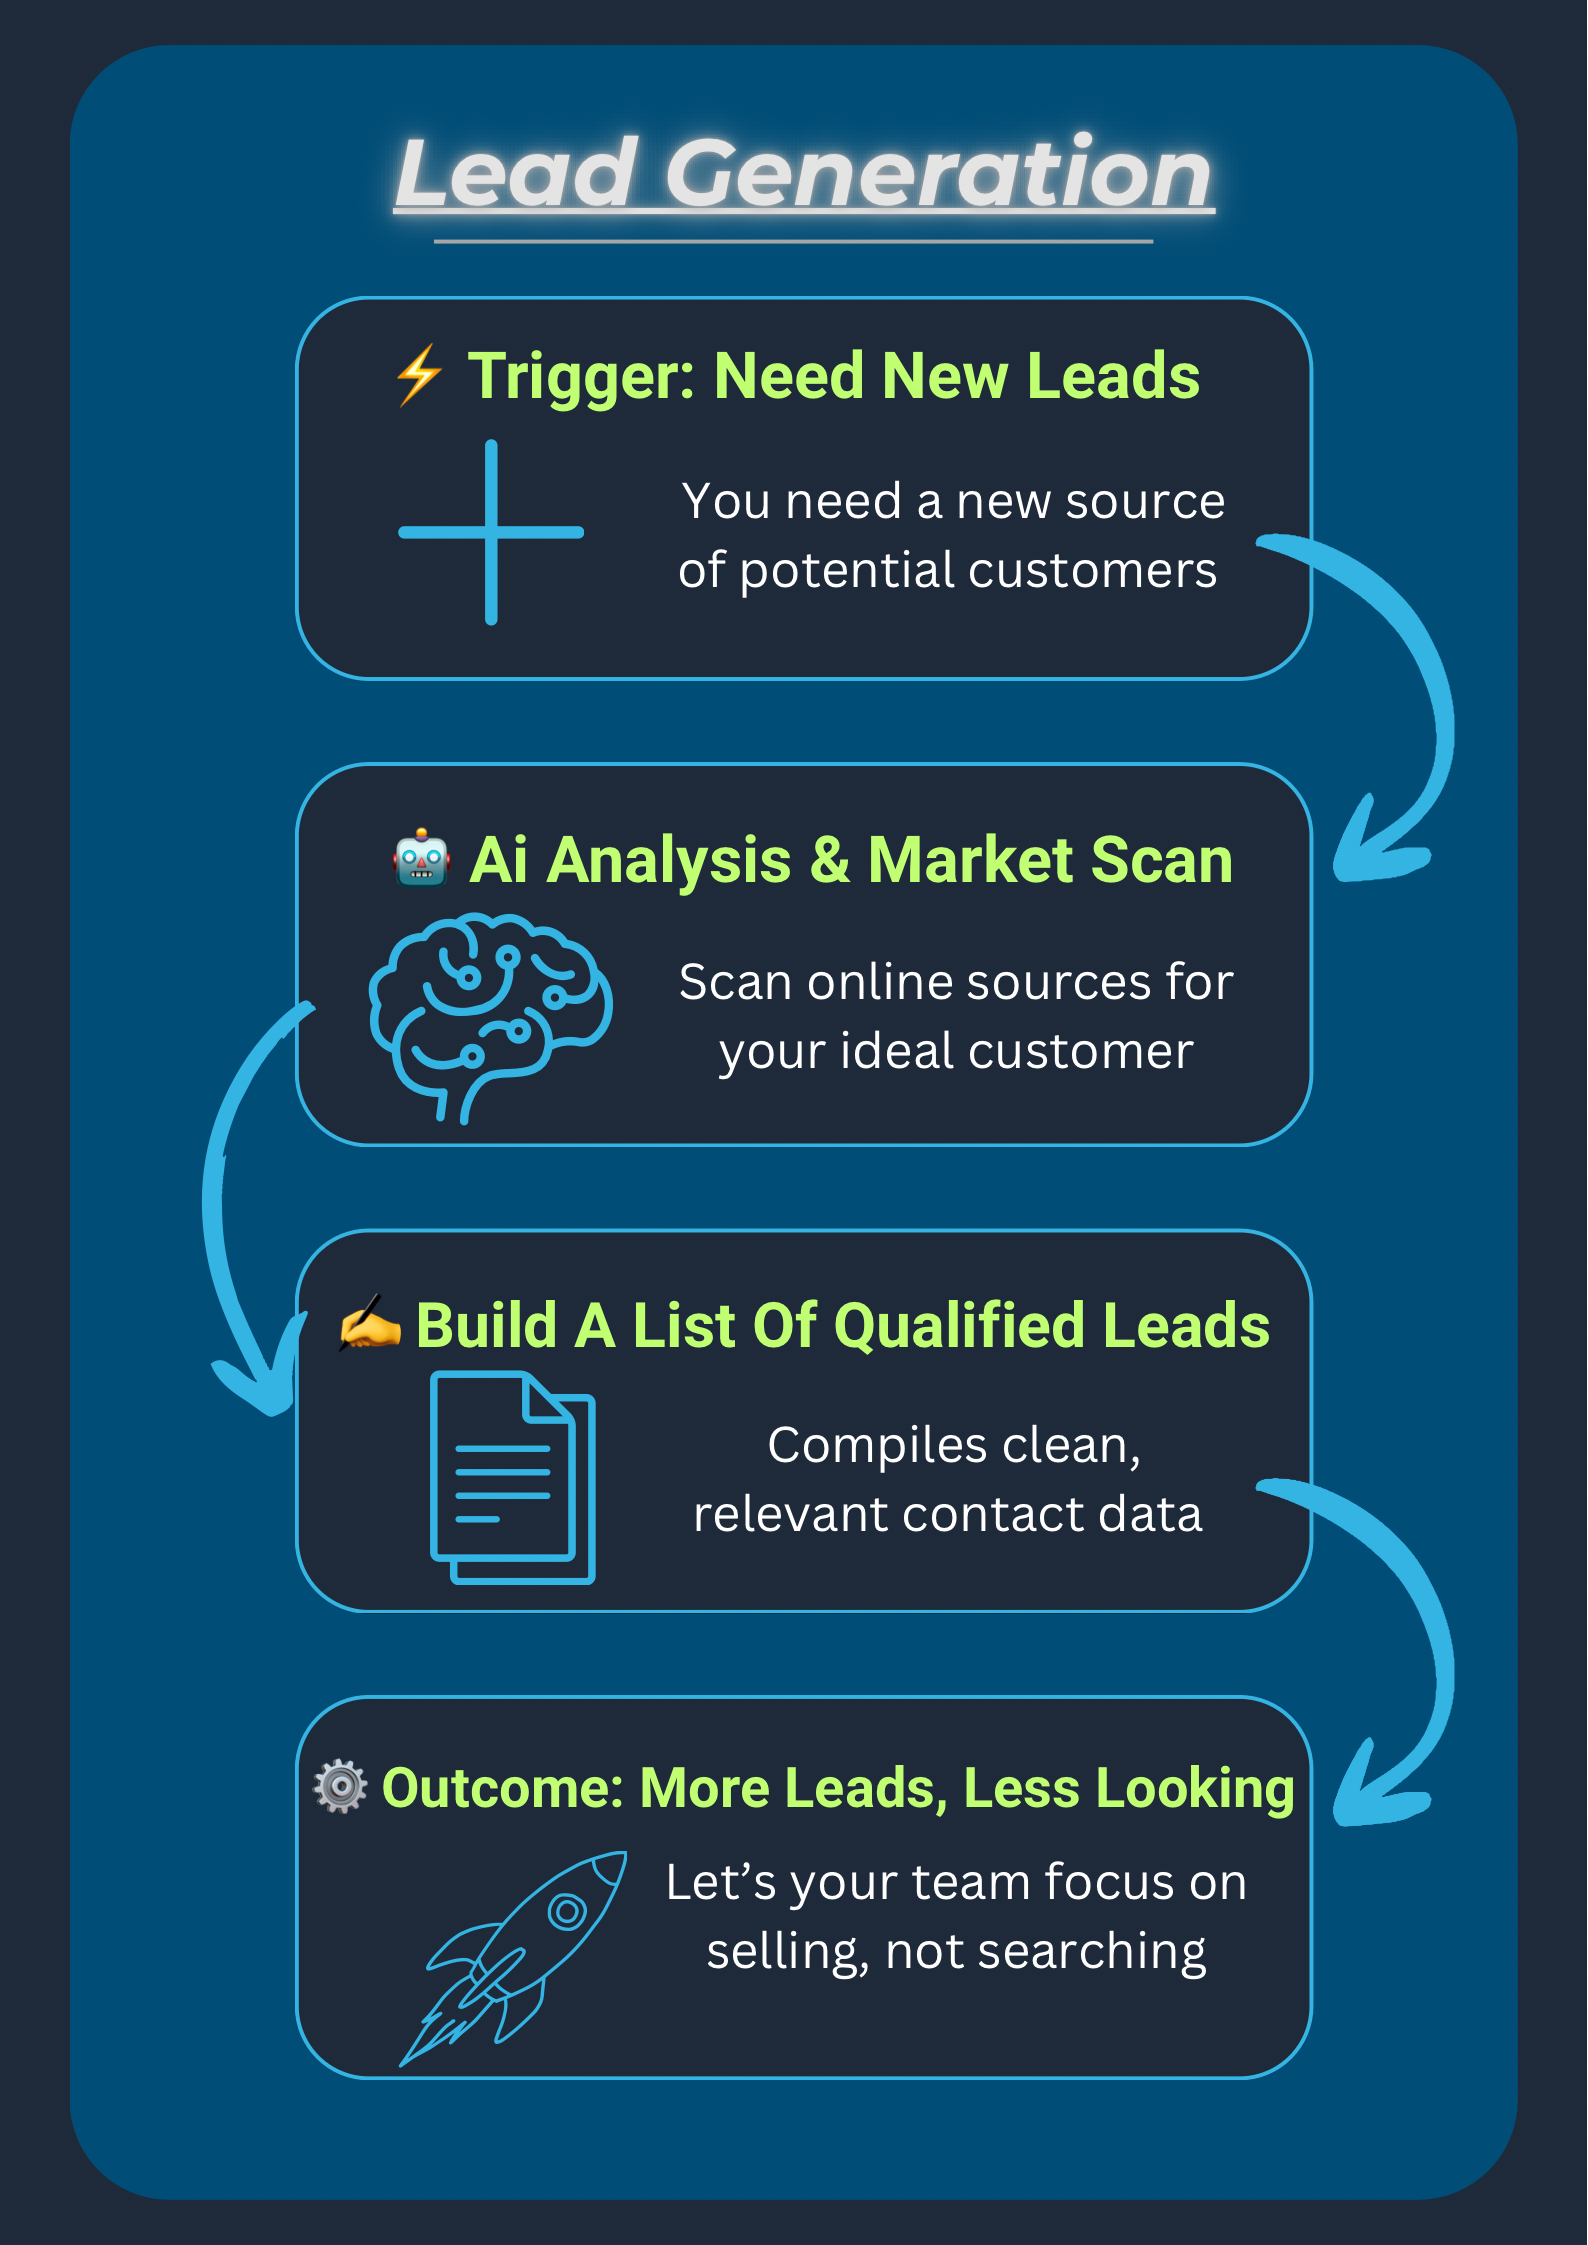 Lead Generation
⚡ Trigger: Need New Leads
You need a new source
of potential customers
🤖 Ai Analysis & Market Scan
Scan online sources for
your ideal customer
✍️ Build A List Of Qualified Leads
Compiles clean,
relevant contact data
⚙️ Outcome: More Leads, Less Looking
Let’s your team focus on
selling, not searching